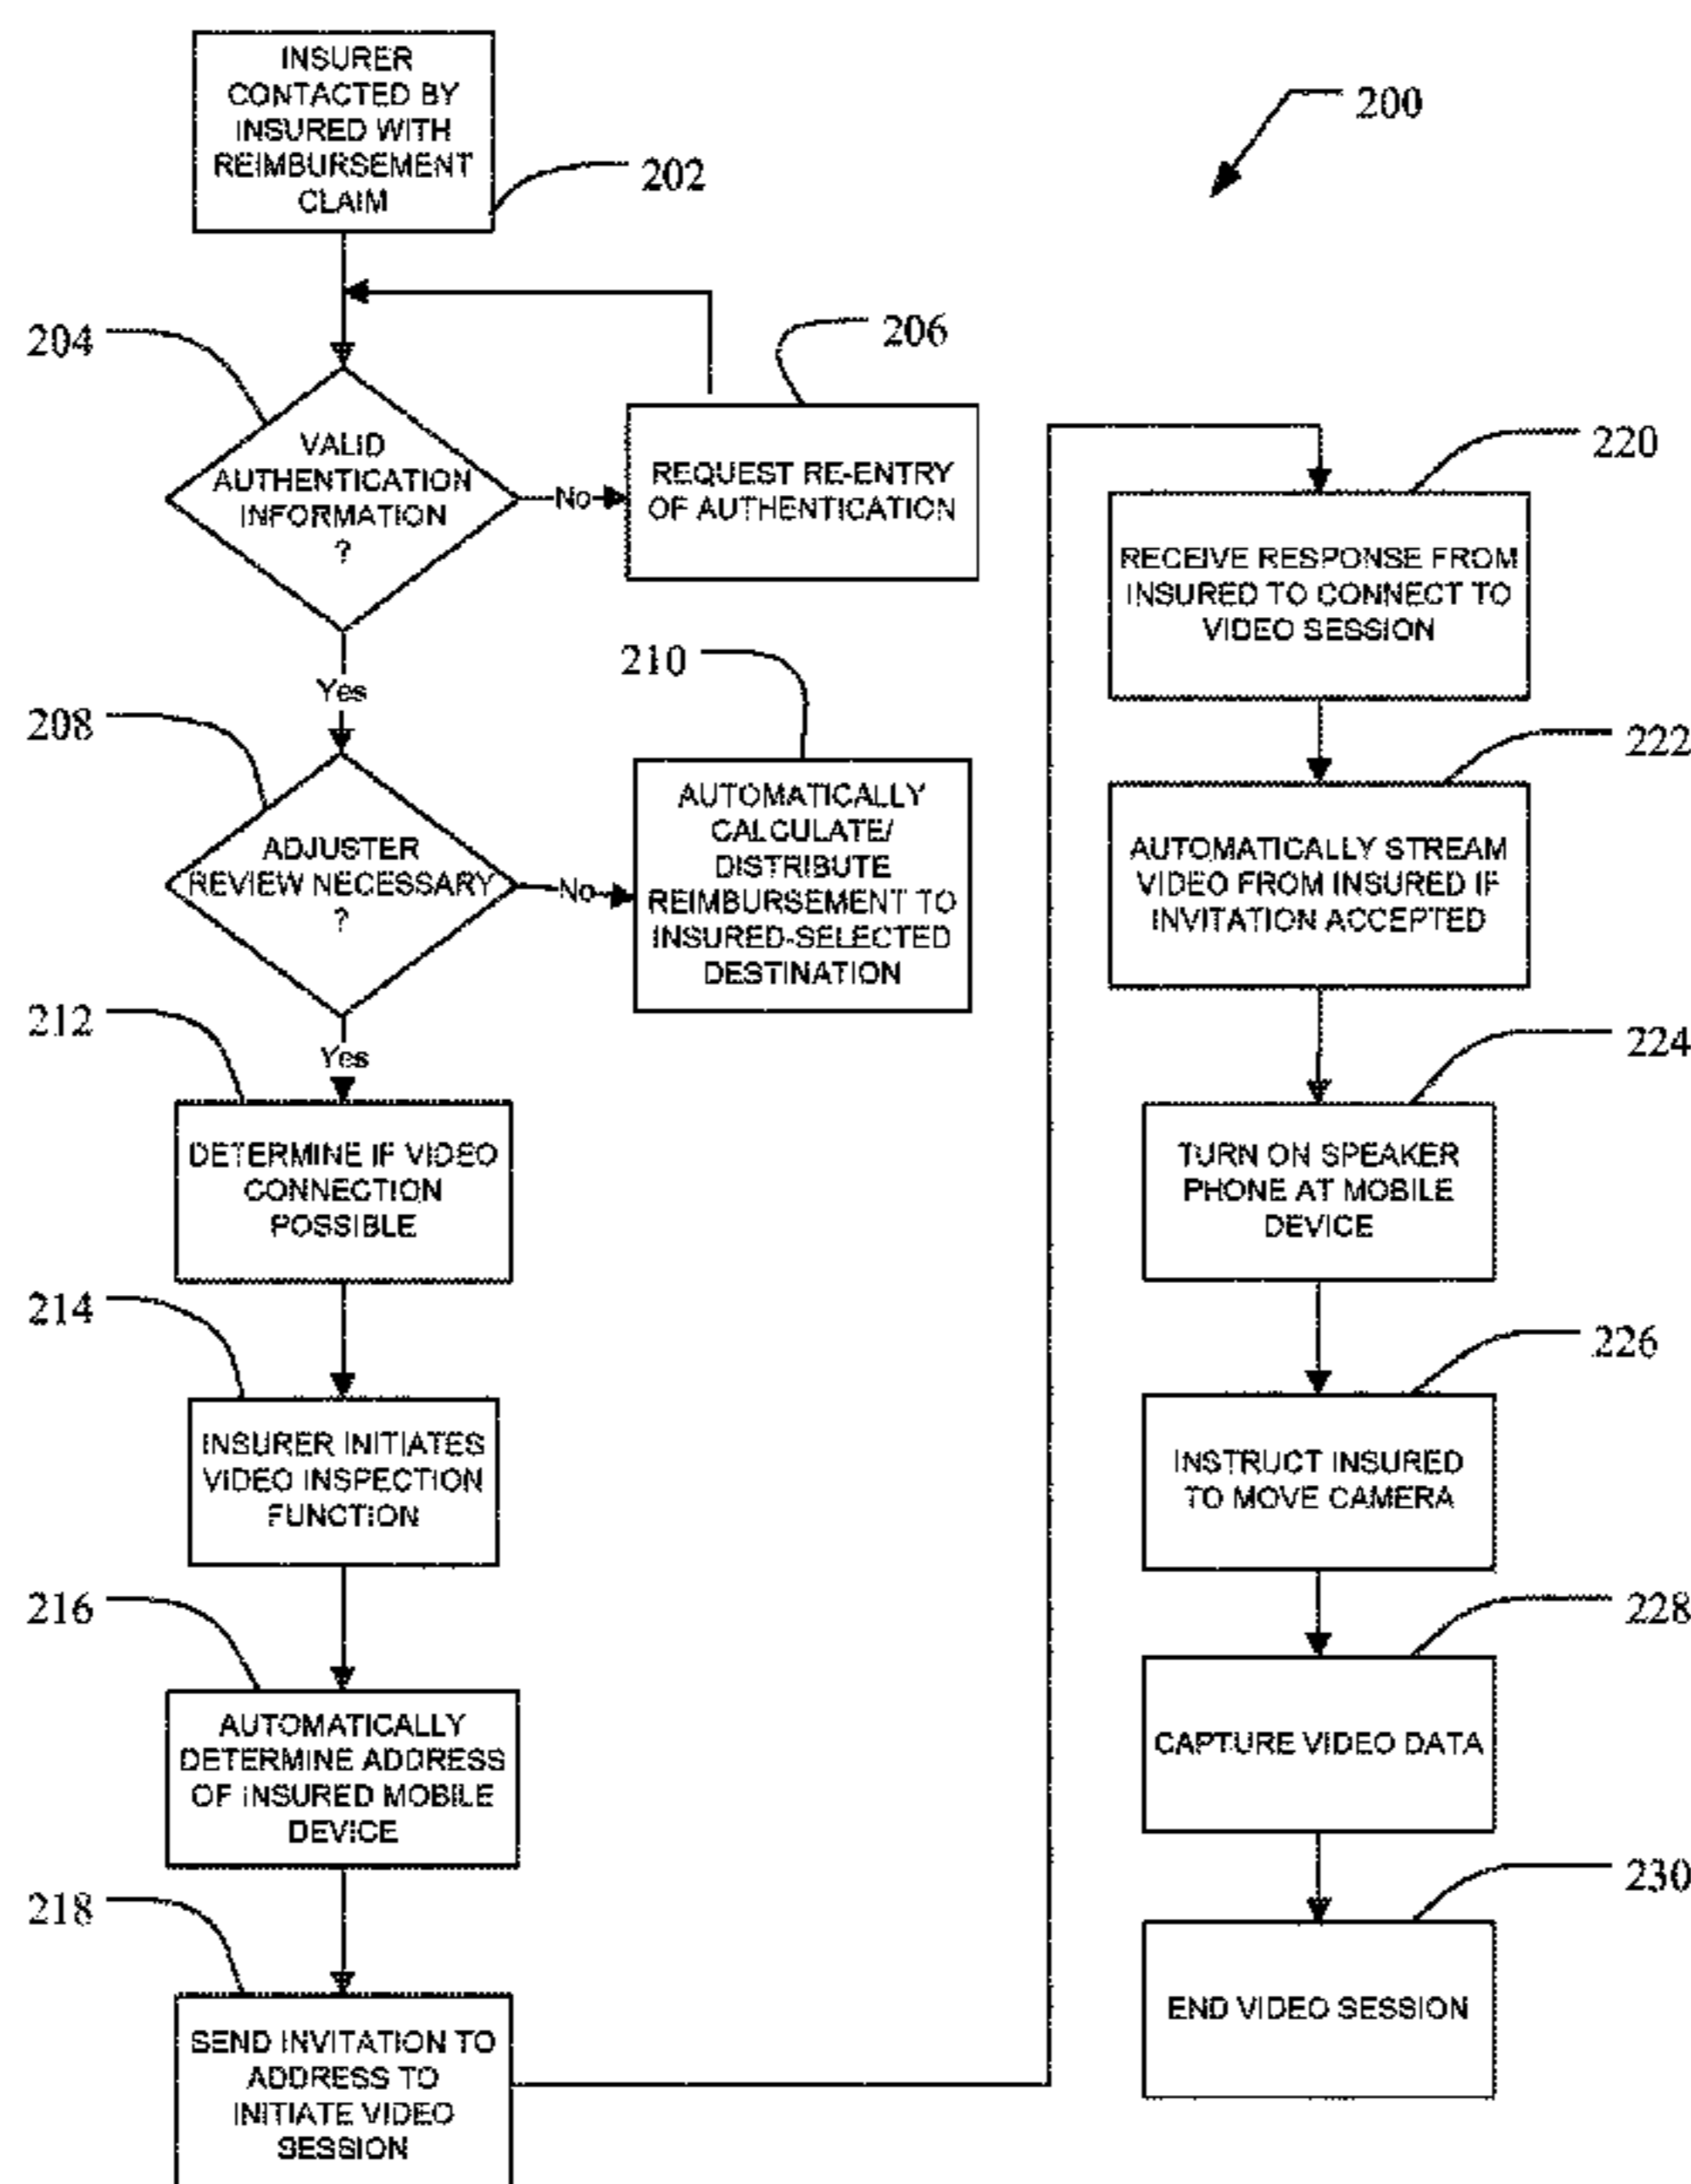 INSURER
CONTACTED BY
INSURED WITH
REIMBURSEMENT
CLAIM
202
200
204
VALID
AUTHENTICATION
INFORMATION
?
No
206
REQUEST RE-ENTRY
OF AUTHENTICATION
Yes
208
ADJUSTER
REVIEW NECESSARY
?
No
210
AUTOMATICALLY
CALCULATE/
DISTRIBUTE
REIMBURSEMENT TO
INSURED-SELECTED
DESTINATION
Yes
212
DETERMINE IF VIDEO
CONNECTION
POSSIBLE
214
INSURER INITIATES
VIDEO INSPECTION
FUNCTION
216
AUTOMATICALLY
DETERMINE ADDRESS
OF INSURED MOBILE
DEVICE
218
SEND INVITATION TO
ADDRESS TO
INITIATE VIDEO
SESSION
220
RECEIVE RESPONSE FROM
INSURED TO CONNECT TO
VIDEO SESSION
222
AUTOMATICALLY STREAM
VIDEO FROM INSURED IF
INVITATION ACCEPTED
224
TURN ON SPEAKER
PHONE AT MOBILE
DEVICE
226
INSTRUCT INSURED
TO MOVE CAMERA
228
CAPTURE VIDEO DATA
230
END VIDEO SESSION